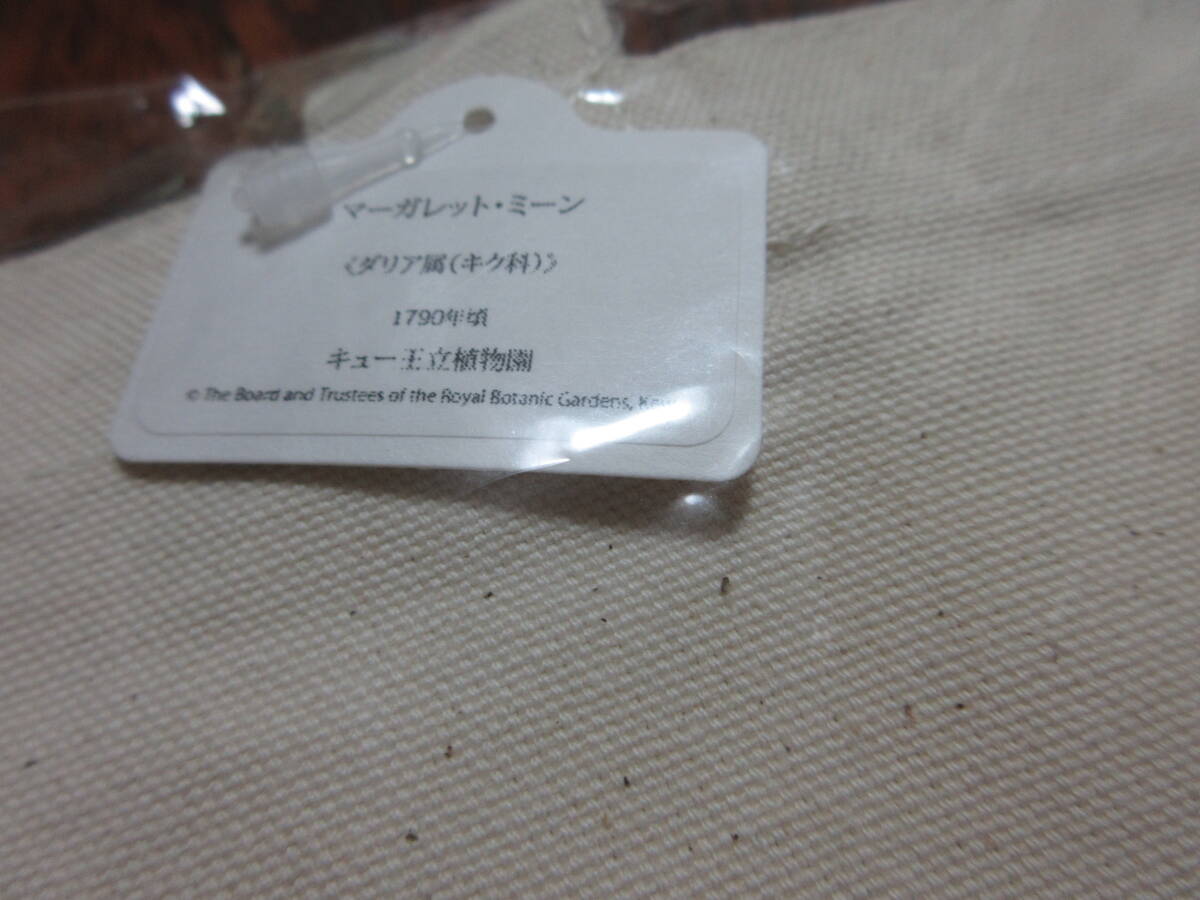 マーガレット・ミーン
《ダリア属(キク科)》
1790年頃
キュー王立植物園
© The Board and Trustees of the Royal Botanic Gardens, Kew